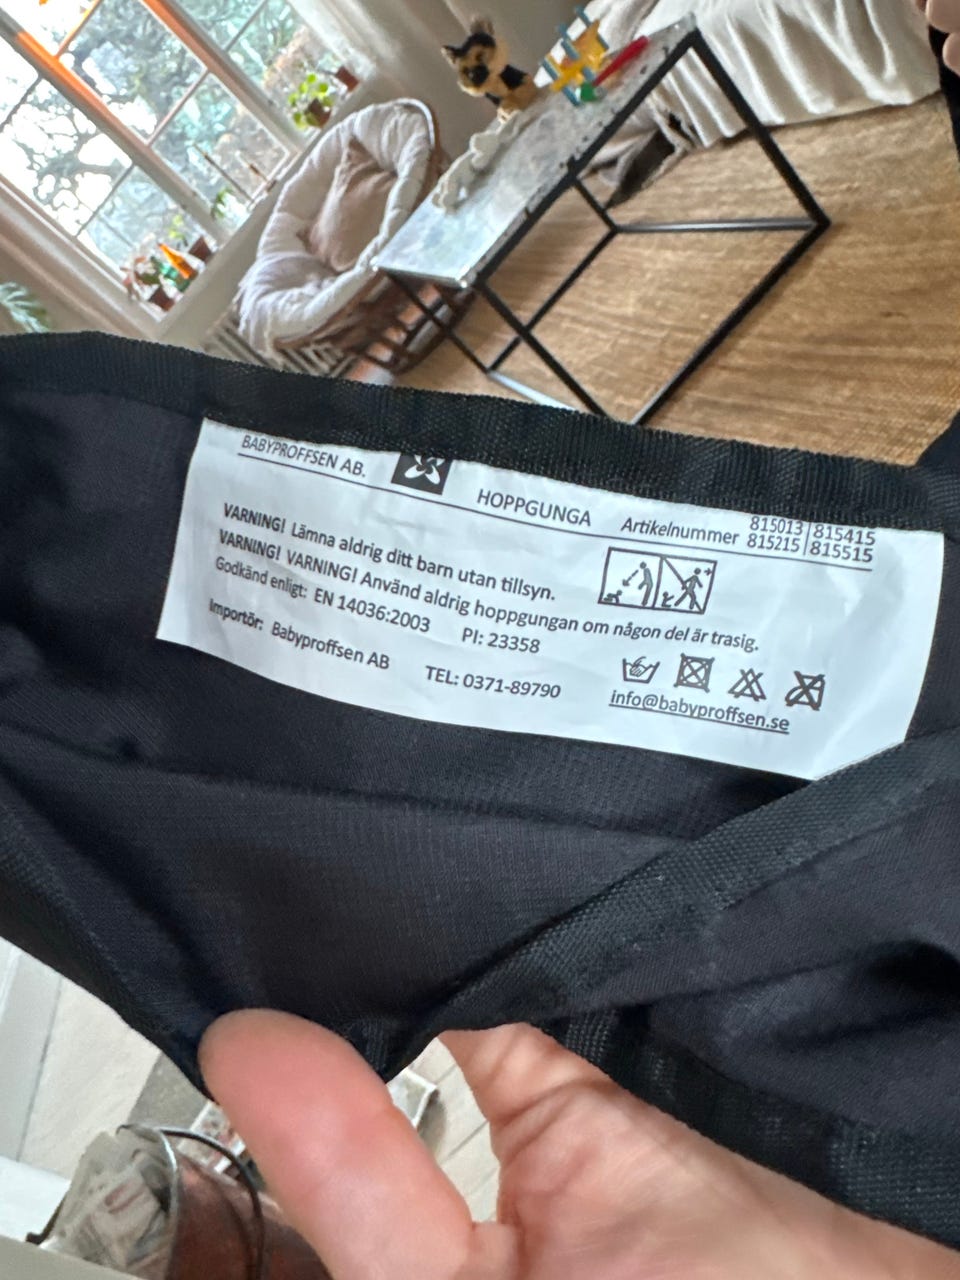 BABYPROFFSEN AB.
HOPPGUNGA
Artikelnummer 815013 | 815415
815215 | 815515
VARNING! Lämna aldrig ditt barn utan tillsyn.
VARNING! VARNING! Använd aldrig hoppgungan om någon del är trasig.
Godkänd enligt: EN 14036:2003 PI: 23358
Importör: Babyproffsen AB TEL: 0371-89790
info@babyproffsen.se